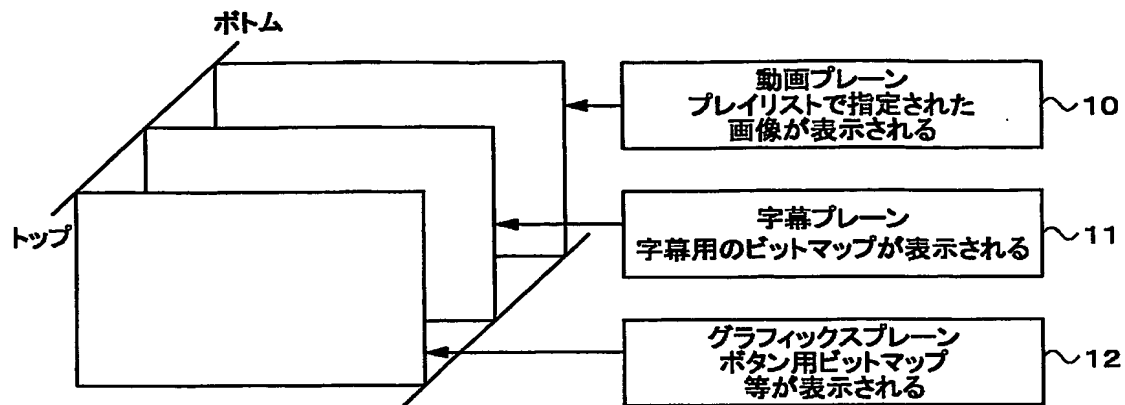 ボトム
トップ
動画プレーン
プレイリストで指定された
画像が表示される
10
字幕プレーン
字幕用のビットマップが表示される
11
グラフィックスプレーン
ボタン用ビットマップ
等が表示される
12